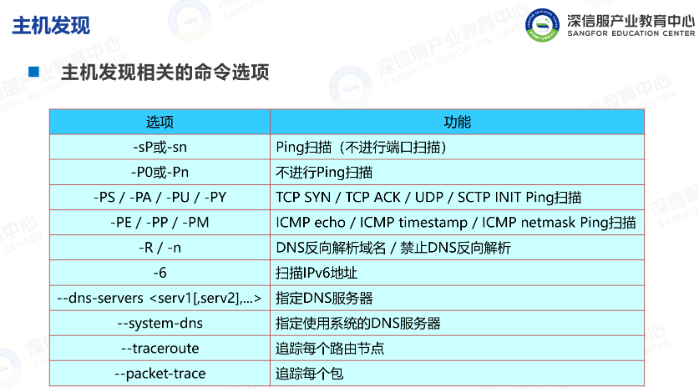 主机发现
深信服产业教育中心
SANGFOR EDUCATION CENTER
主机发现相关的命令选项
选项 功能
-sP或-sn Ping扫描（不进行端口扫描）
-P0或-Pn 不进行Ping扫描
-PS / -PA / -PU / -PY TCP SYN / TCP ACK / UDP / SCTP INIT Ping扫描
-PE / -PP / -PM ICMP echo / ICMP timestamp / ICMP netmask Ping扫描
-R / -n DNS反向解析域名 / 禁止DNS反向解析
-6 扫描IPv6地址
--dns-servers <serv1[,serv2],...> 指定DNS服务器
--system-dns 指定使用系统的DNS服务器
--traceroute 追踪每个路由节点
--packet-trace 追踪每个包